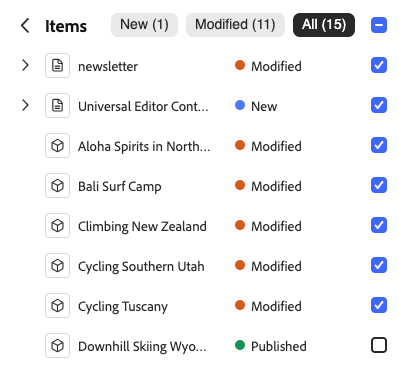 Items New (1) Modified (11) All (15)
newsletter Modified
Universal Editor Cont... New
Aloha Spirits in North... Modified
Bali Surf Camp Modified
Climbing New Zealand Modified
Cycling Southern Utah Modified
Cycling Tuscany Modified
Downhill Skiing Wyo... Published